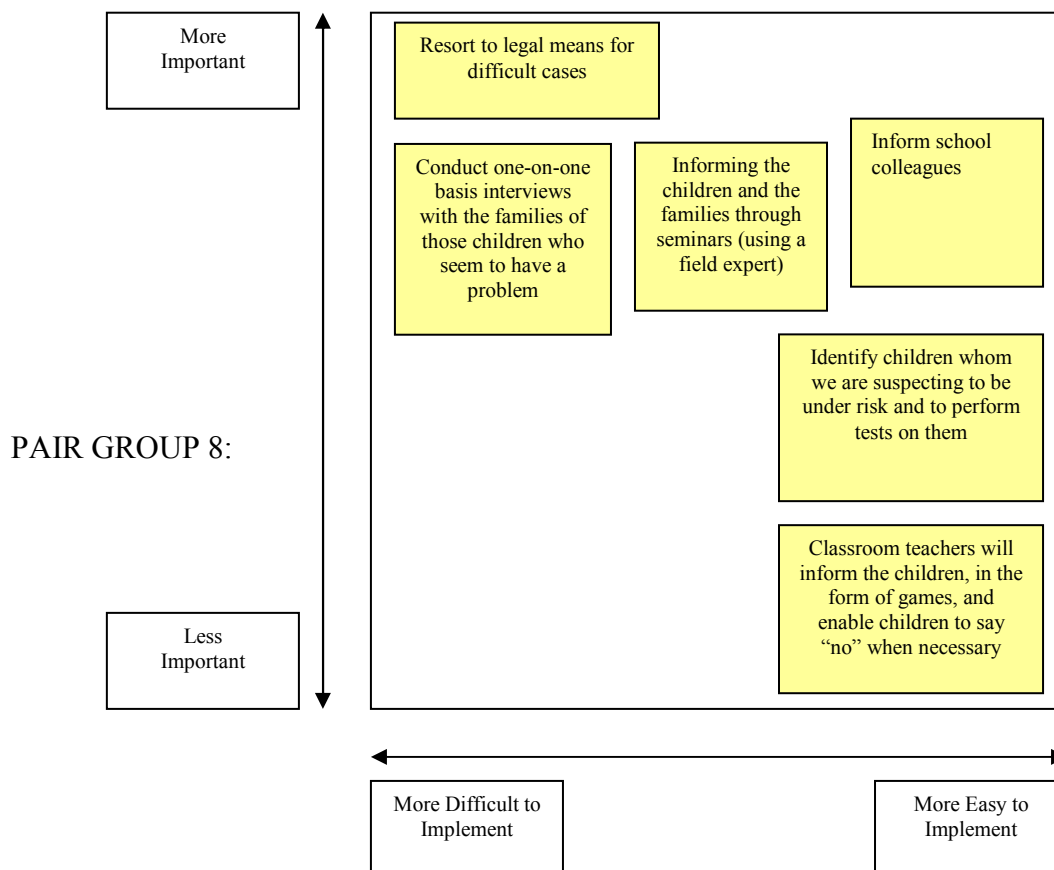 More
Important
Resort to legal means for
difficult cases
Conduct one-on-one
basis interviews
with the families of
those children who
seem to have a
problem
Informing the
children and the
families through
seminars (using a
field expert)
Inform school
colleagues
Identify children whom
we are suspecting to be
under risk and to perform
tests on them
PAIR GROUP 8:
Classroom teachers will
inform the children, in the
form of games, and
enable children to say
“no” when necessary
Less
Important
More Difficult to
Implement
More Easy to
Implement